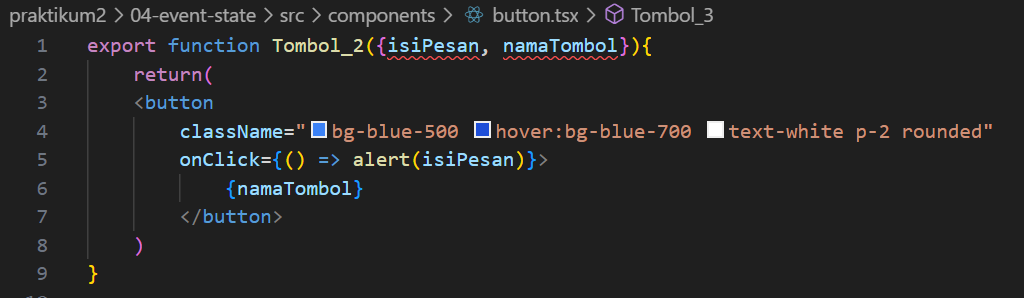 praktikum2 > 04-event-state > src > components > button.tsx > Tombol_3
1 export function Tombol_2({isiPesan, namaTombol}){
2 return(
3 <button
4 className="bg-blue-500 hover:bg-blue-700 text-white p-2 rounded"
5 onClick={() => alert(isiPesan)}>
6 {namaTombol}
7 </button>
8 )
9 }